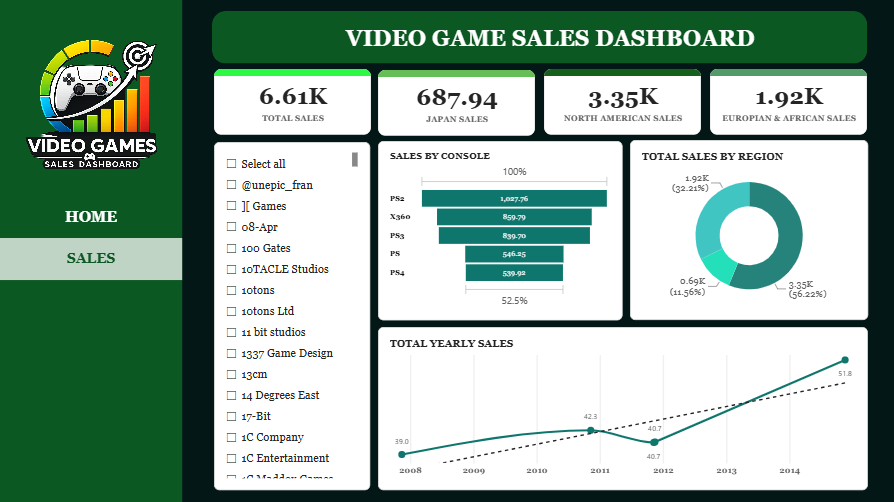 VIDEO GAMES
SALES DASHBOARD
HOME
SALES
VIDEO GAME SALES DASHBOARD
6.61K
TOTAL SALES
687.94
JAPAN SALES
3.35K
NORTH AMERICAN SALES
1.92K
EUROPIAN & AFRICAN SALES
Select all
@unepic_fran
][ Games
08-Apr
100 Gates
10TACLE Studios
10tons
10tons Ltd
11 bit studios
1337 Game Design
13cm
14 Degrees East
17-Bit
1C Company
1C Entertainment
SALES BY CONSOLE
100%
PS2 1,027.76
X360 859.79
PS3 839.70
PS 546.25
PS4 539.92
52.5%
TOTAL SALES BY REGION
1.92K
(32.21%)
0.69K
(11.56%)
3.35K
(56.22%)
TOTAL YEARLY SALES
39.0
42.3
40.7
40.7
51.8
2008 2009 2010 2011 2012 2013 2014